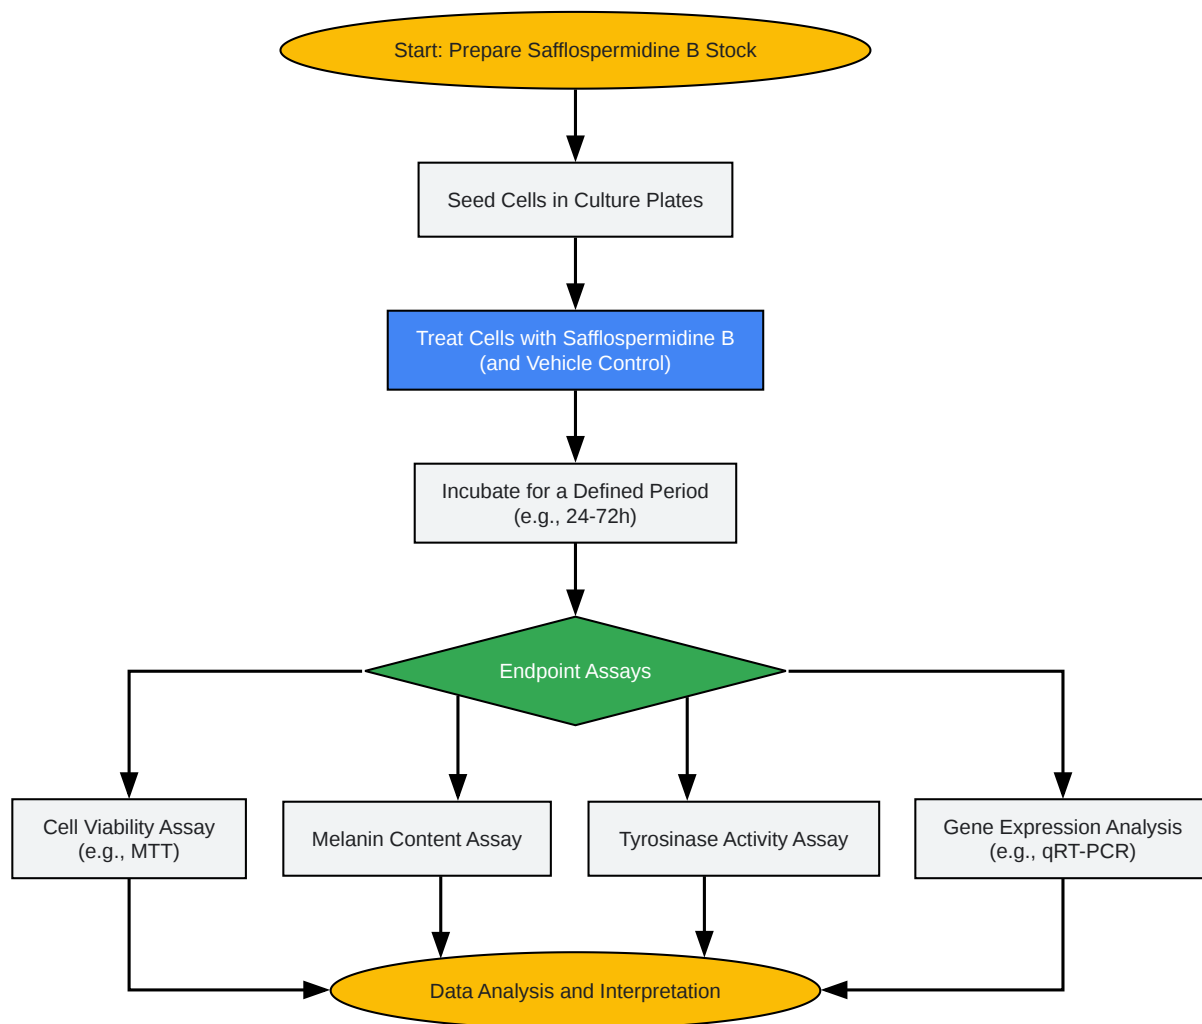 Start: Prepare Safflospermidine B Stock
Seed Cells in Culture Plates
Treat Cells with Safflospermidine B
(and Vehicle Control)
Incubate for a Defined Period
(e.g., 24-72h)
Endpoint Assays
Cell Viability Assay
(e.g., MTT)
Melanin Content Assay
Tyrosinase Activity Assay
Gene Expression Analysis
(e.g., qRT-PCR)
Data Analysis and Interpretation